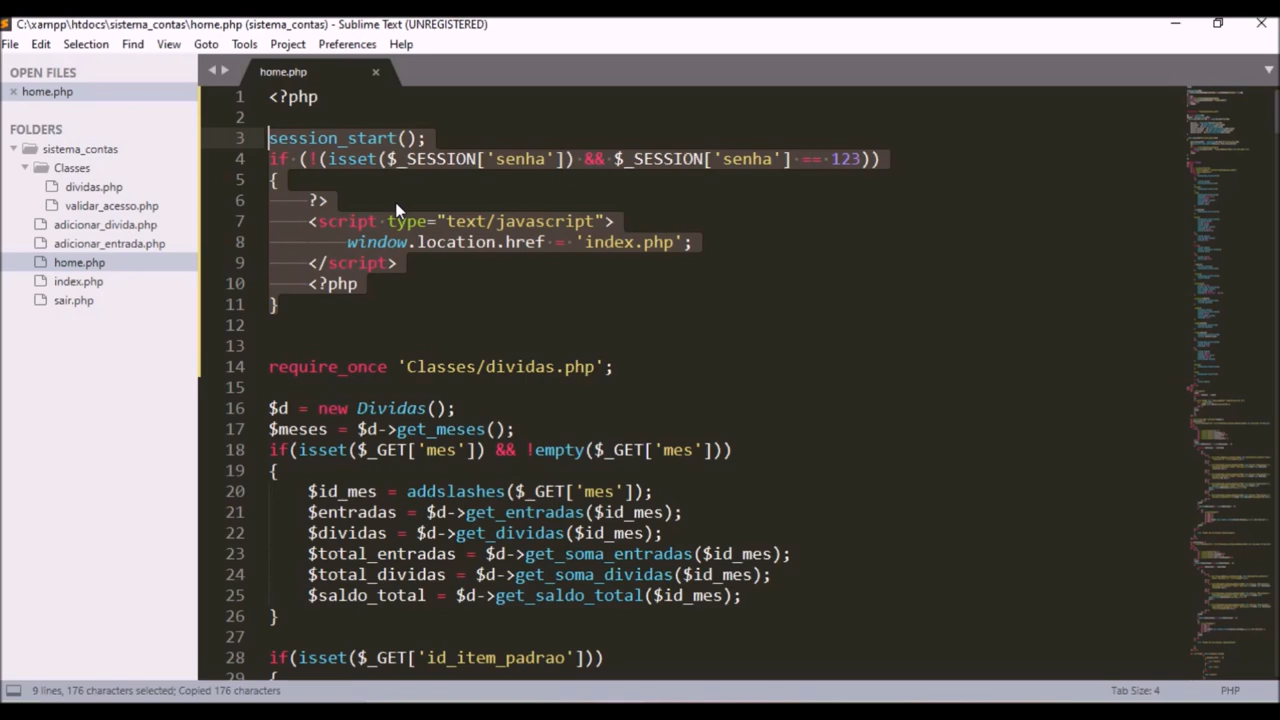 C:\xampp\htdocs\sistema_contas\home.php (sistema_contas) - Sublime Text (UNREGISTERED)
File Edit Selection Find View Goto Tools Project Preferences Help
OPEN FILES
home.php
FOLDERS
sistema_contas
Classes
dividas.php
validar_acesso.php
adicionar_divida.php
adicionar_entrada.php
home.php
index.php
sair.php
home.php
1 <?php
2
3 session_start();
4 if (!(isset($_SESSION['senha']) && $_SESSION['senha'] == 123))
5 {
6 ?>
7 <script type="text/javascript">
8 window.location.href = 'index.php';
9 </script>
10 <?php
11 }
12
13
14 require_once 'Classes/dividas.php';
15
16 $d = new Dividas();
17 $meses = $d->get_meses();
18 if(isset($_GET['mes']) && !empty($_GET['mes']))
19 {
20 $id_mes = addslashes($_GET['mes']);
21 $entradas = $d->get_entradas($id_mes);
22 $dividas = $d->get_dividas($id_mes);
23 $total_entradas = $d->get_soma_entradas($id_mes);
24 $total_dividas = $d->get_soma_dividas($id_mes);
25 $saldo_total = $d->get_saldo_total($id_mes);
26 }
27
28 if(isset($_GET['id_item_padrao']))
29 {
9 lines, 176 characters selected; Copied 176 characters
Tab Size: 4
PHP